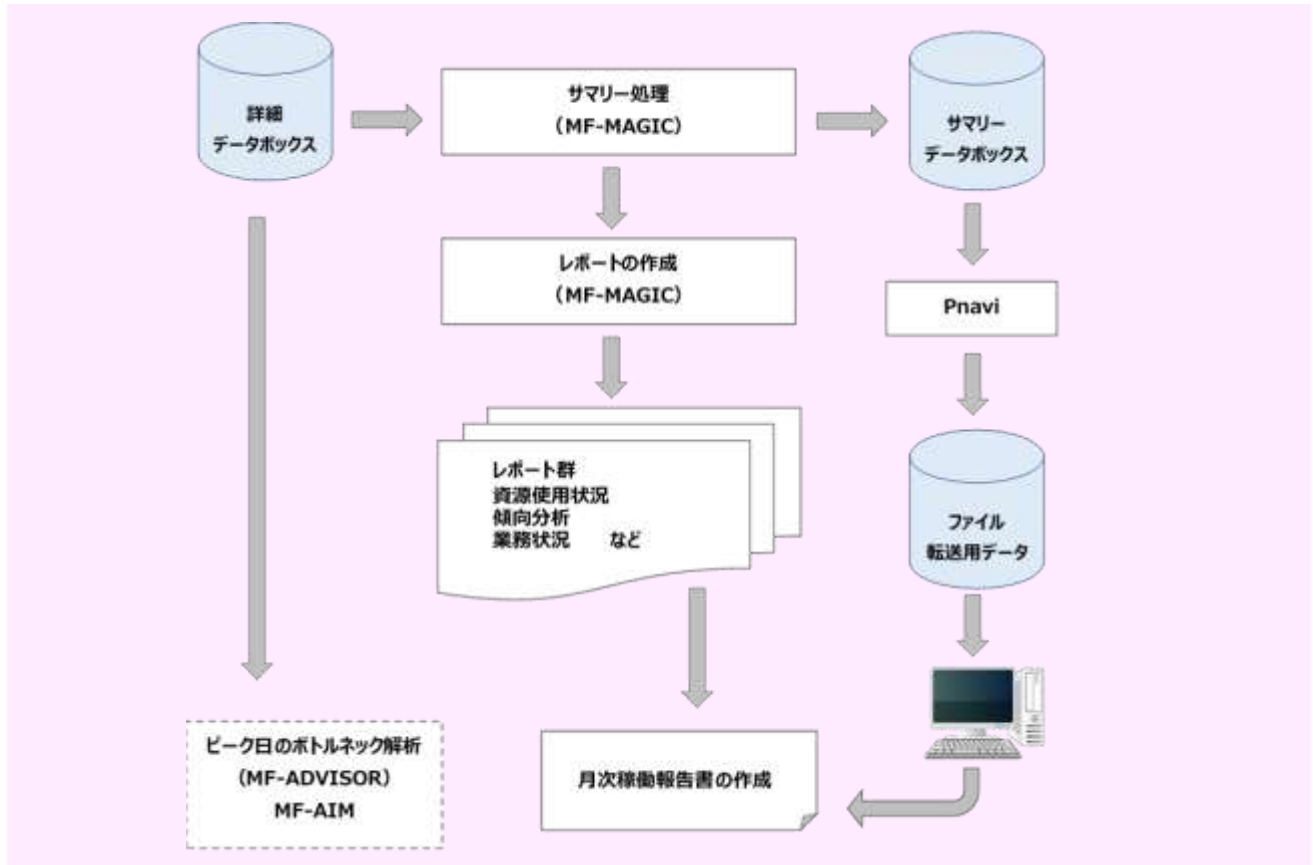 詳細
データボックス
サマリー処理
(MF-MAGIC)
サマリー
データボックス
レポートの作成
(MF-MAGIC)
Pnavi
レポート群
資源使用状況
傾向分析
業務状況 など
ファイル
転送用データ
ピーク日のボトルネック解析
(MF-ADVISOR)
MF-AIM
月次稼働報告書の作成